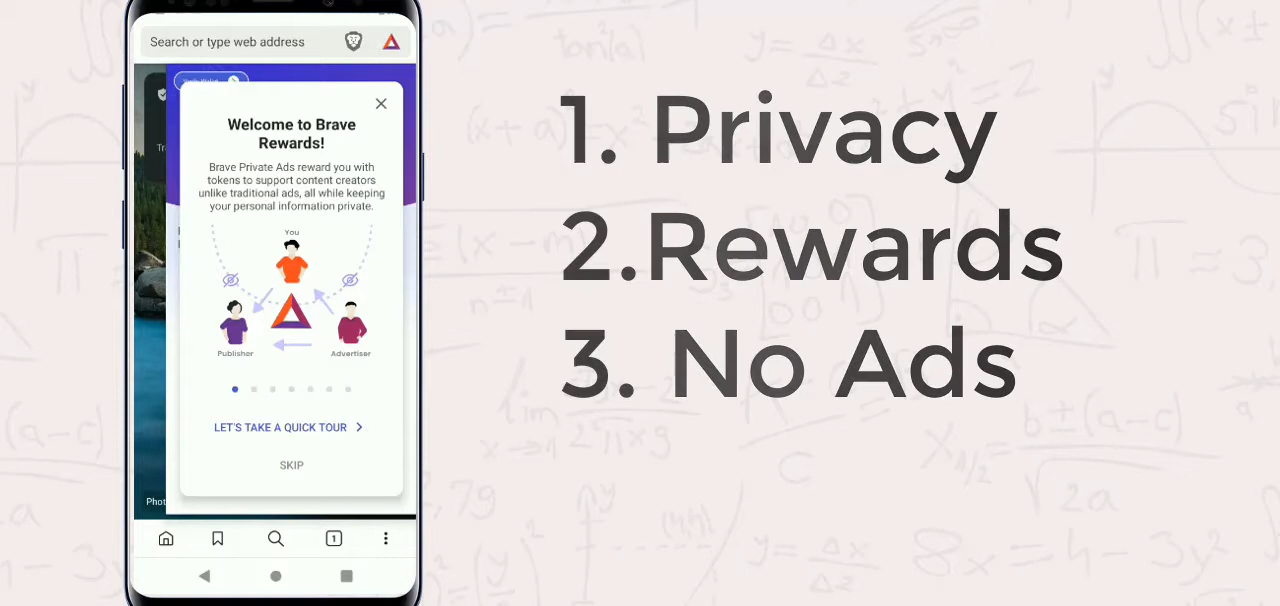 Search or type web address
Welcome to Brave
Rewards!
Brave Private Ads reward you with
tokens to support content creators
unlike traditional ads, all while keeping
your personal information private.
You
Publisher
Advertiser
LET'S TAKE A QUICK TOUR
SKIP
Phot
1
1. Privacy
2.Rewards
3. No Ads